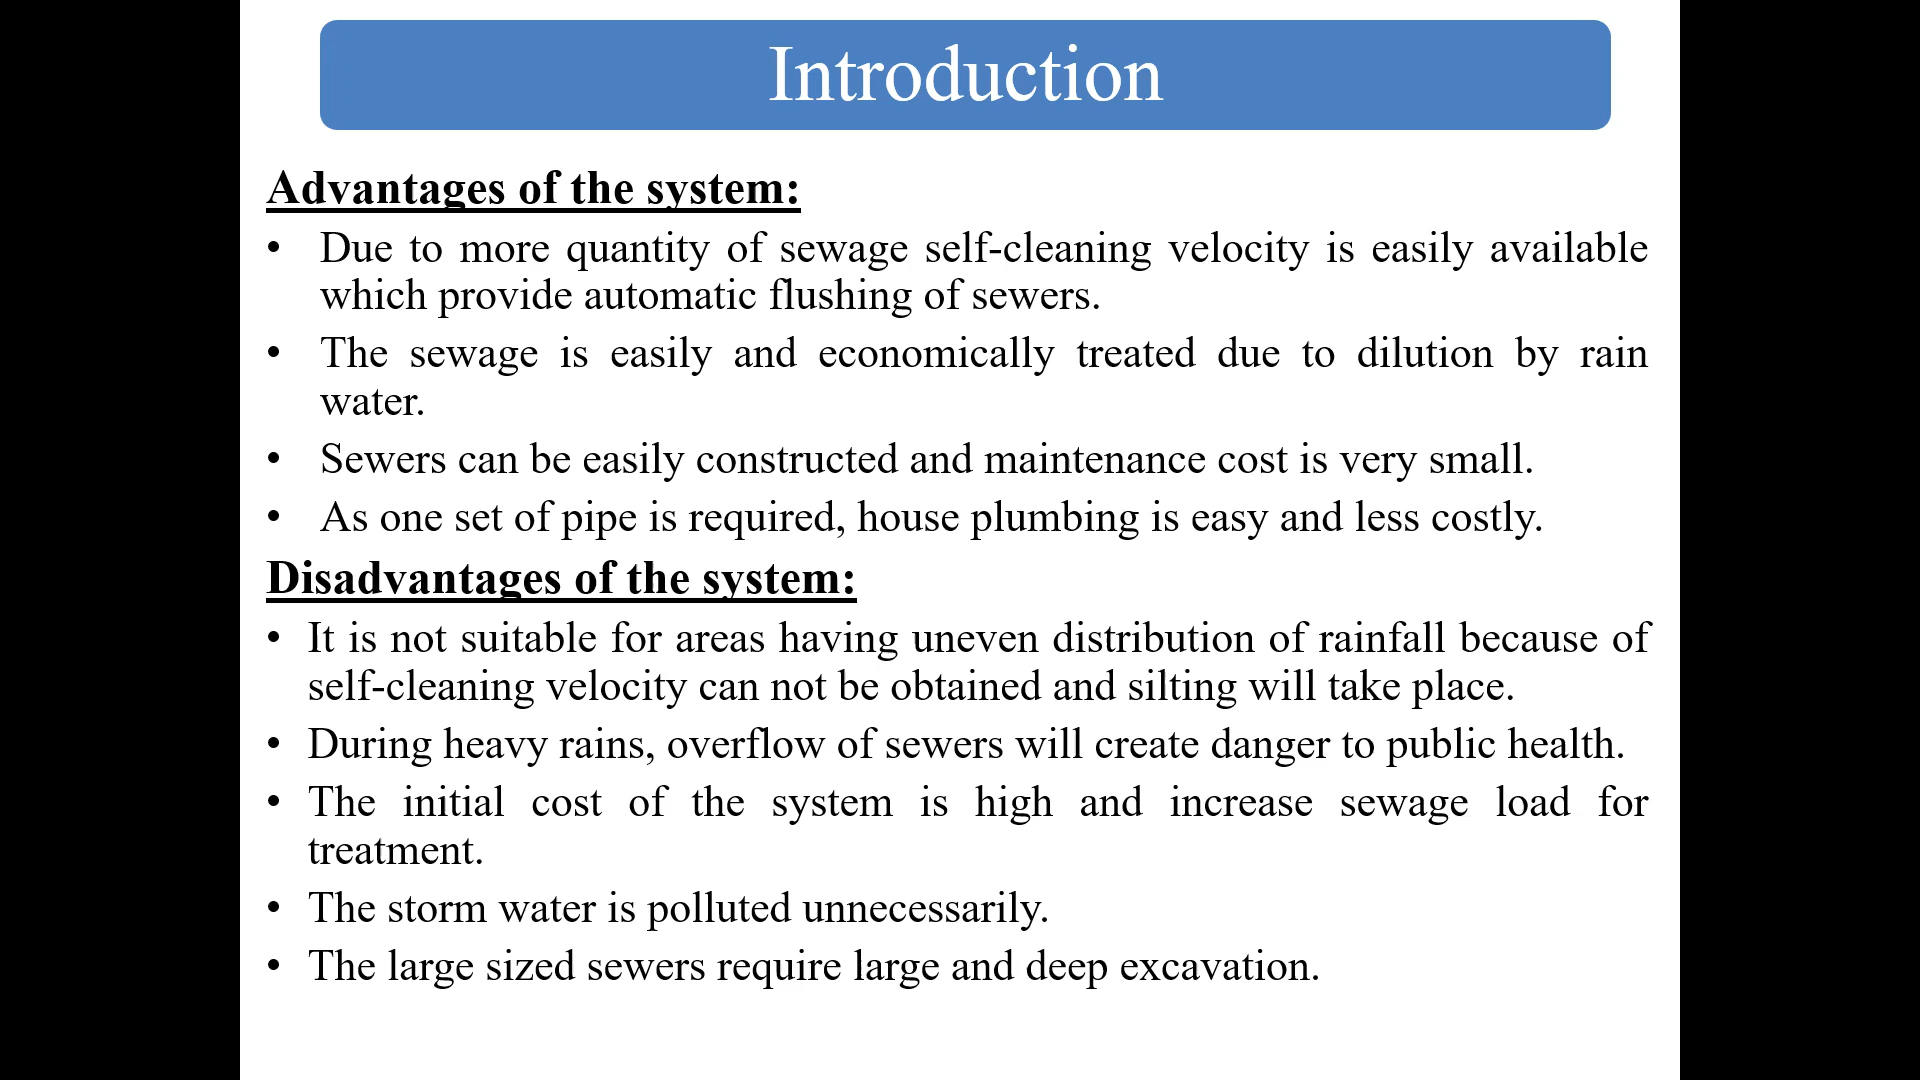 Introduction
Advantages of the system:
• Due to more quantity of sewage self-cleaning velocity is easily available
which provide automatic flushing of sewers.
• The sewage is easily and economically treated due to dilution by rain
water.
• Sewers can be easily constructed and maintenance cost is very small.
• As one set of pipe is required, house plumbing is easy and less costly.
Disadvantages of the system:
• It is not suitable for areas having uneven distribution of rainfall because of
self-cleaning velocity can not be obtained and silting will take place.
• During heavy rains, overflow of sewers will create danger to public health.
• The initial cost of the system is high and increase sewage load for
treatment.
• The storm water is polluted unnecessarily.
• The large sized sewers require large and deep excavation.